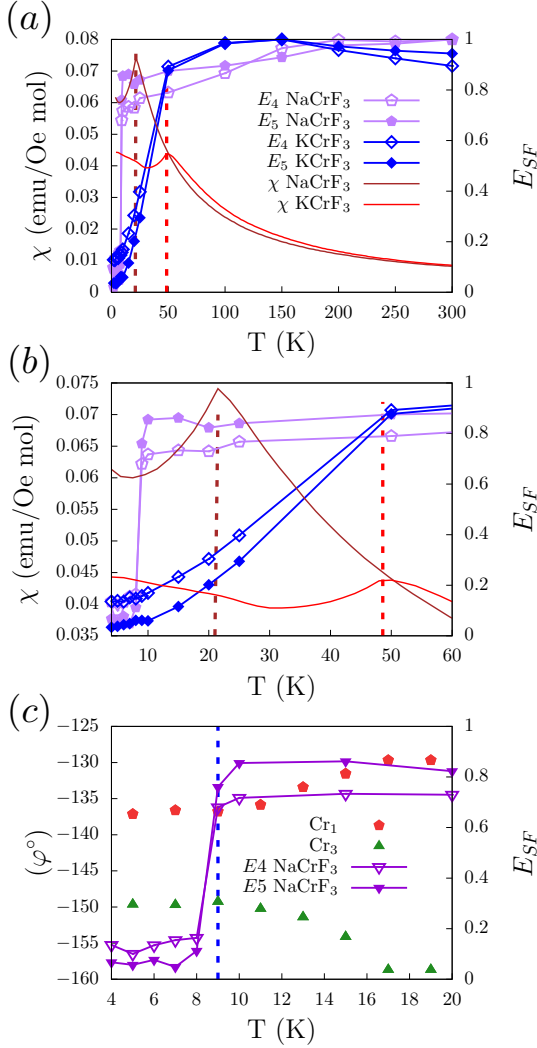 (a)
0.08
0.07
0.06
0.05
0.04
0.03
0.02
0.01
0
1
0.8
0.6
0.4
0.2
0
χ (emu/Oe mol)
E_SF
E4 NaCrF3
E5 NaCrF3
E4 KCrF3
E5 KCrF3
χ NaCrF3
χ KCrF3
0 50 100 150 200 250 300
T (K)
(b)
0.075
0.07
0.065
0.06
0.055
0.05
0.045
0.04
0.035
1
0.8
0.6
0.4
0.2
0
χ (emu/Oe mol)
E_SF
10 20 30 40 50 60
T (K)
(c)
−125
−130
−135
−140
−145
−150
−155
−160
1
0.8
0.6
0.4
0.2
0
(φ°)
E_SF
Cr1
Cr3
E4 NaCrF3
E5 NaCrF3
4 6 8 10 12 14 16 18 20
T (K)